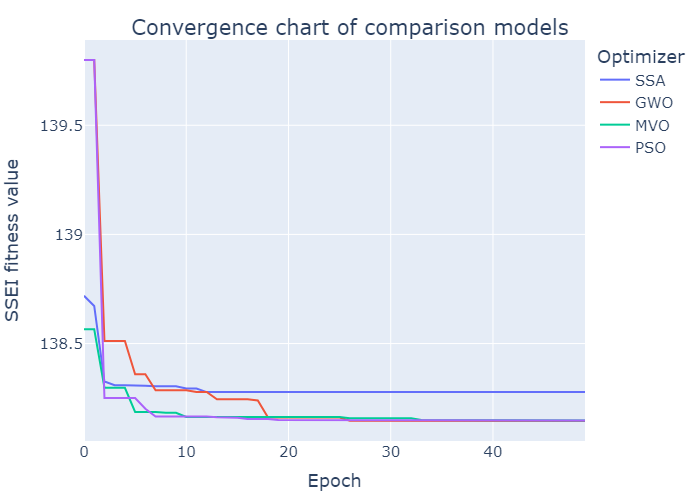 Convergence chart of comparison models
Optimizer
SSA
GWO
MVO
PSO
SSEI fitness value
139.5
139
138.5
0
10
20
30
40
Epoch